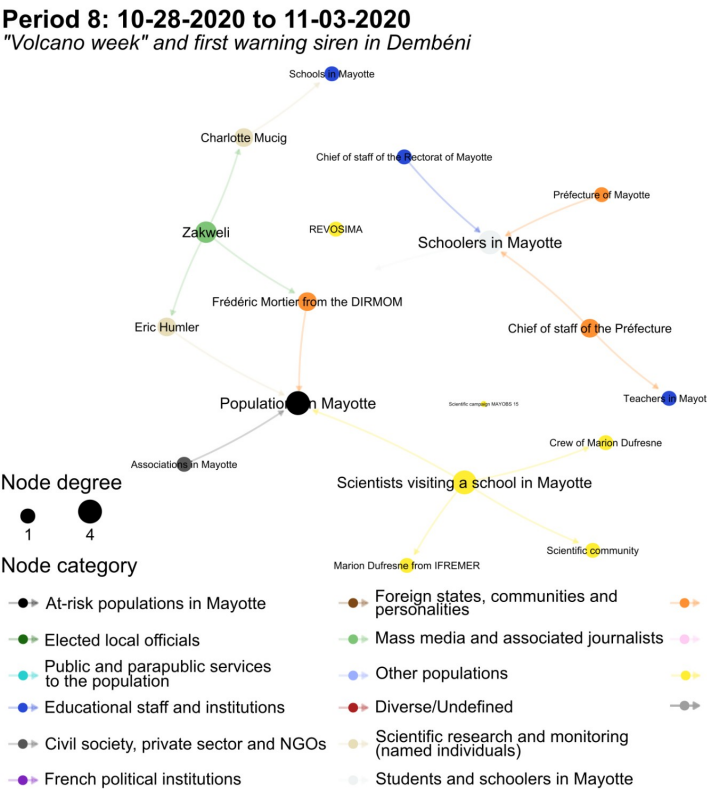 Period 8: 10-28-2020 to 11-03-2020
"Volcano week" and first warning siren in Dembéni
Schools in Mayotte
Charlotte Mucig
Chief of staff of the Rectorat of Mayotte
Préfecture of Mayotte
Zakweli
REVOSIMA
Schoolers in Mayotte
Frédéric Mortier from the DIRMOM
Eric Humler
Chief of staff of the Préfecture
Population in Mayotte
Scientific campaign MAYOBS 15
Teachers in Mayot
Crew of Marion Dufresne
Associations in Mayotte
Scientists visiting a school in Mayotte
Scientific community
Marion Dufresne from IFREMER
Node degree
1
4
Node category
At-risk populations in Mayotte
Elected local officials
Public and parapublic services
to the population
Educational staff and institutions
Civil society, private sector and NGOs
French political institutions
Foreign states, communities and
personalities
Mass media and associated journalists
Other populations
Diverse/Undefined
Scientific research and monitoring
(named individuals)
Students and schoolers in Mayotte